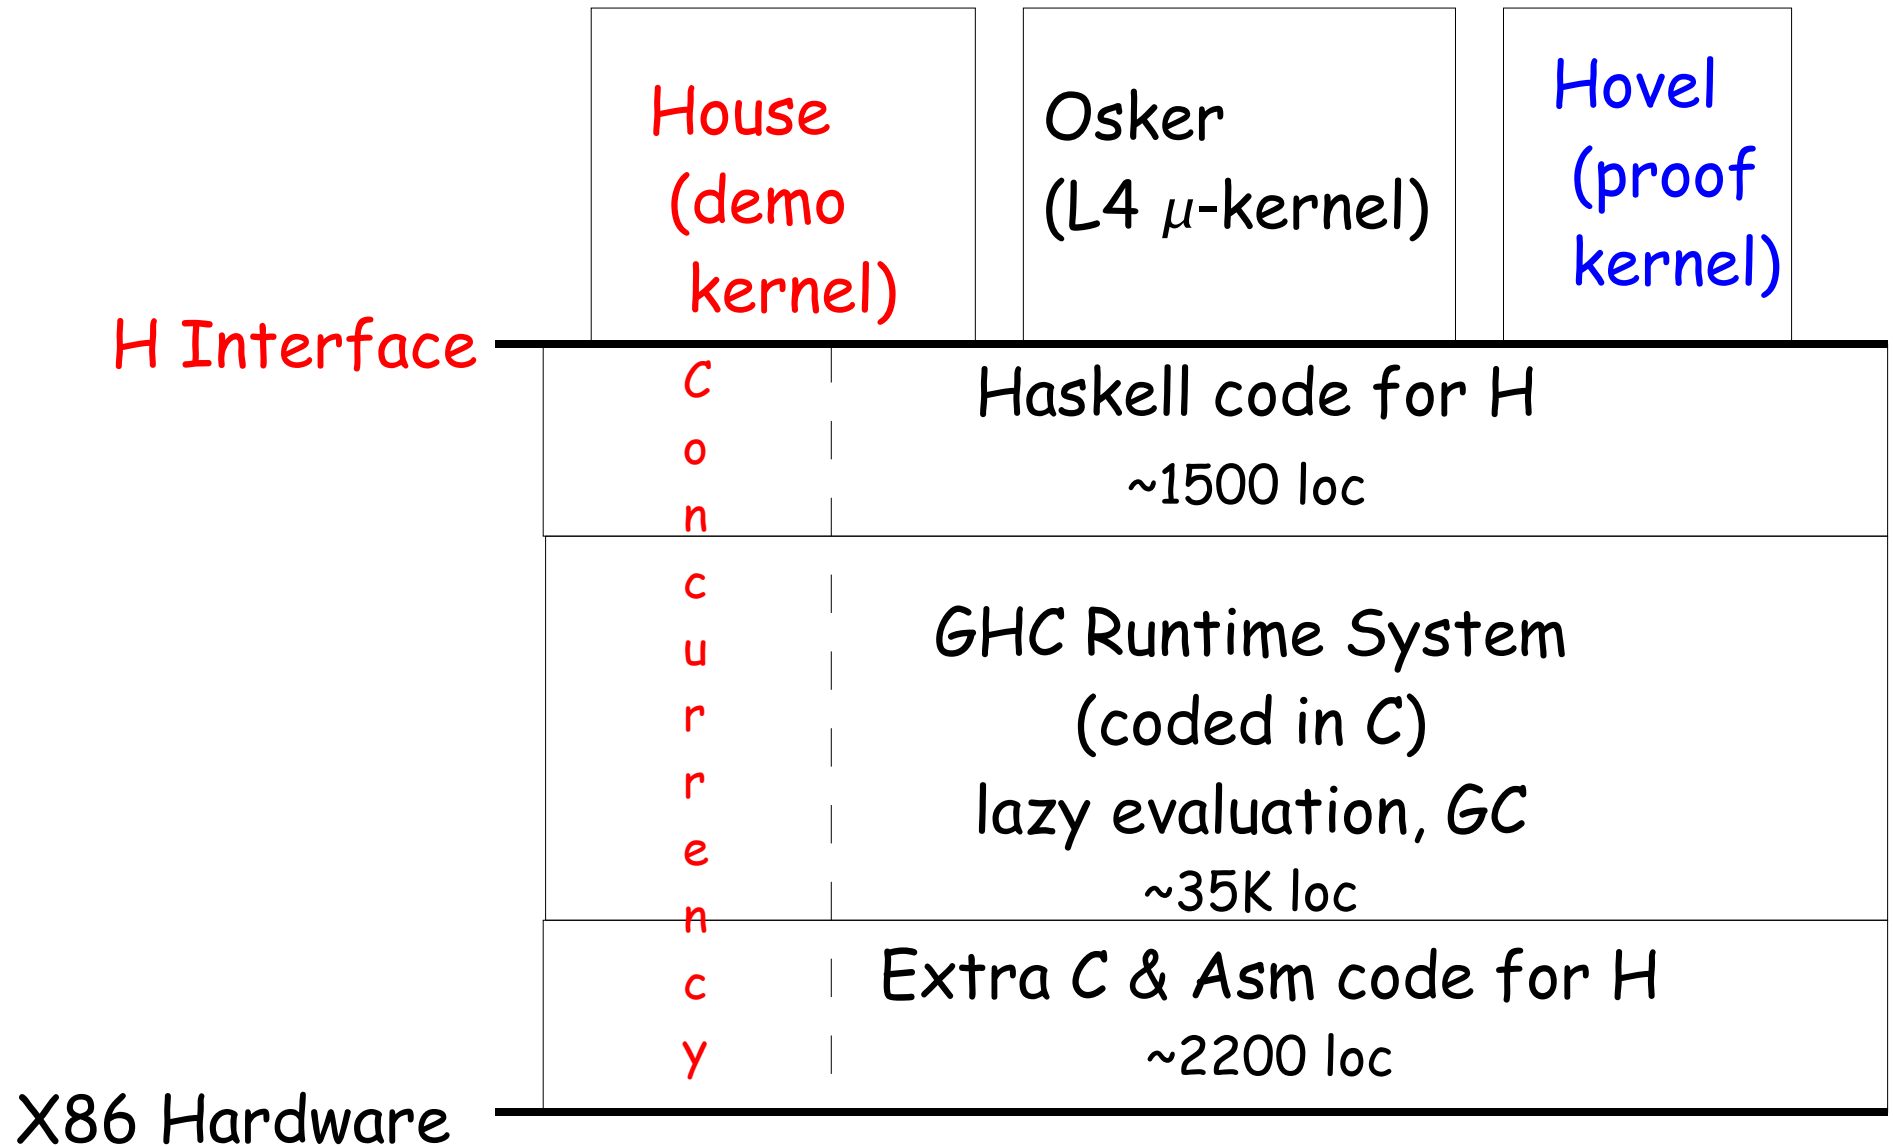 House
(demo
kernel)
Osker
(L4 μ-kernel)
Hovel
(proof
kernel)
H Interface
Concurrency
Haskell code for H
~1500 loc
GHC Runtime System
(coded in C)
lazy evaluation, GC
~35K loc
Extra C & Asm code for H
~2200 loc
X86 Hardware